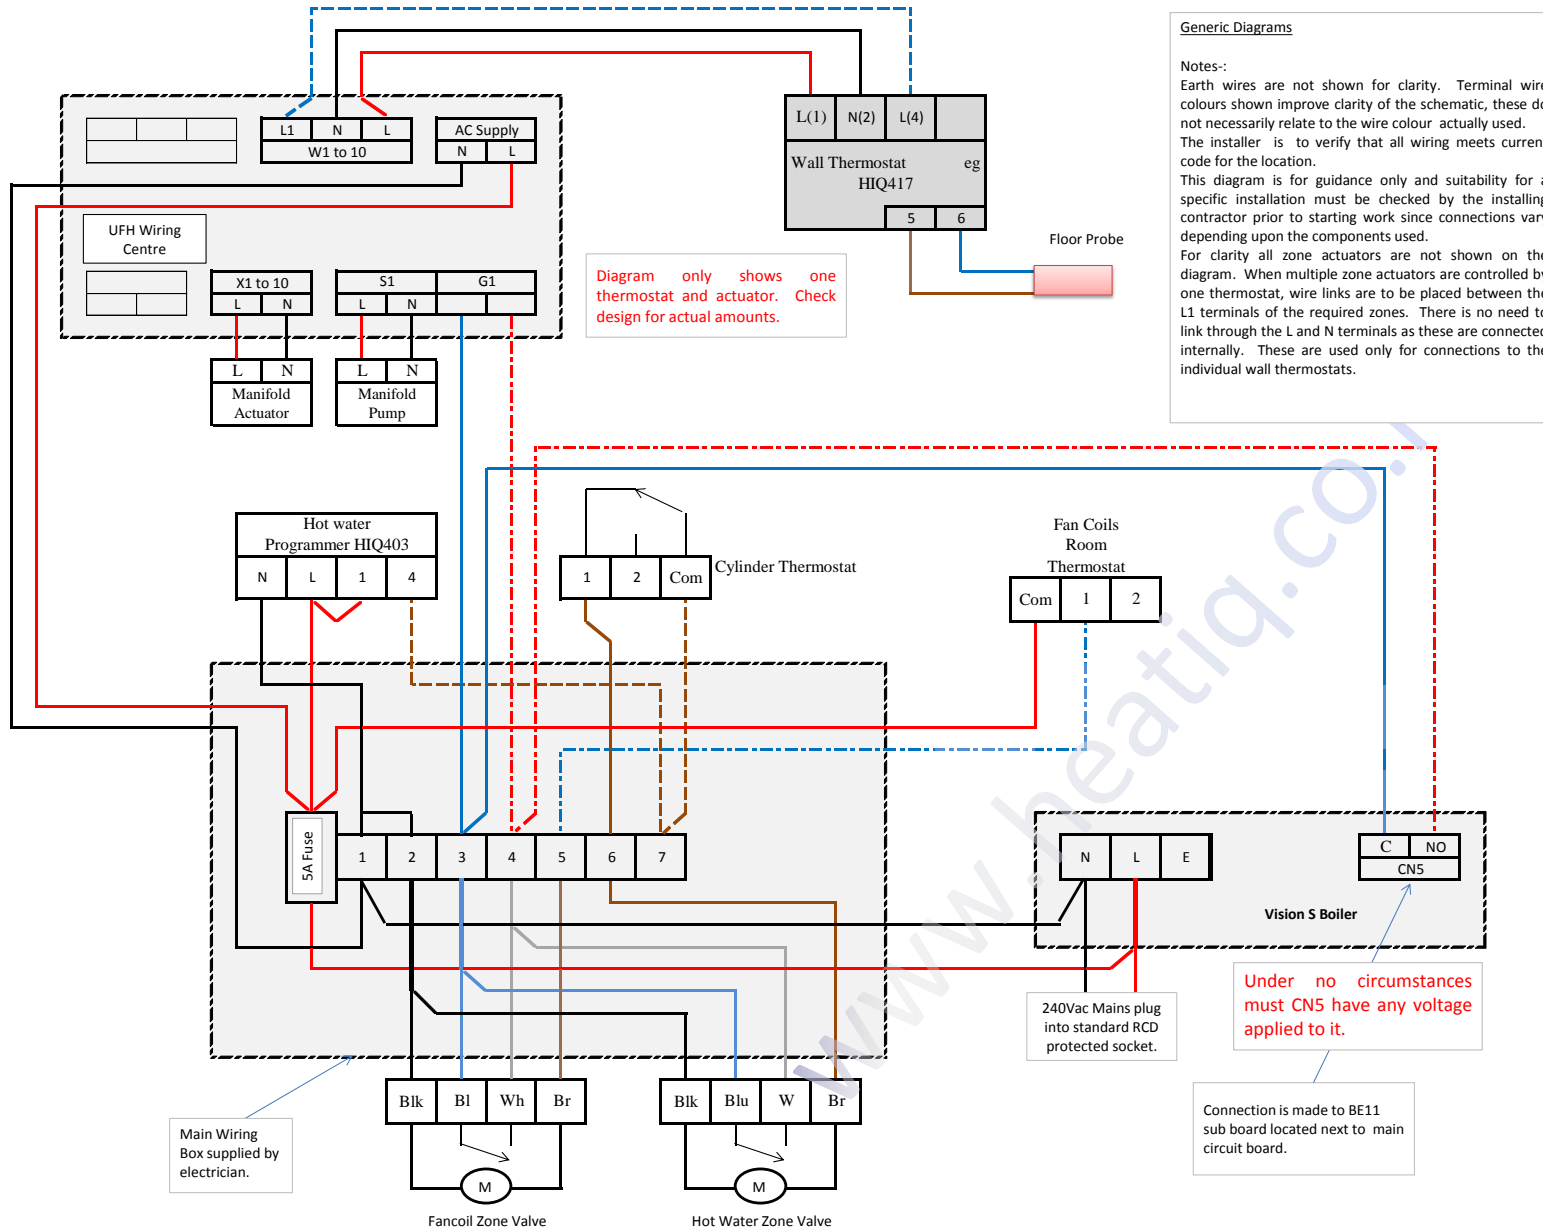 Generic Diagrams
Notes-:
Earth wires are not shown for clarity. Terminal wire
colours shown improve clarity of the schematic, these do
not necessarily relate to the wire colour actually used.
The installer is to verify that all wiring meets current
code for the location.
This diagram is for guidance only and suitability for a
specific installation must be checked by the installing
contractor prior to starting work since connections vary
depending upon the components used.
For clarity all zone actuators are not shown on the
diagram. When multiple zone actuators are controlled by
one thermostat, wire links are to be placed between the
L1 terminals of the required zones. There is no need to
link through the L and N terminals as these are connected
internally. These are used only for connections to the
individual wall thermostats.
L1 N L
W1 to 10
AC Supply
N L
UFH Wiring
Centre
X1 to 10
L N
S1 G1
L N
L N
Manifold
Actuator
L N
Manifold
Pump
L(1) N(2) L(4)
Wall Thermostat eg
HIQ417
5 6
Floor Probe
Diagram only shows one
thermostat and actuator. Check
design for actual amounts.
Hot water
Programmer HIQ403
N L 1 4
1 2 Com
Cylinder Thermostat
Fan Coils
Room
Thermostat
Com 1 2
5A Fuse
1 2 3 4 5 6 7
N L E
C NO
CN5
Vision S Boiler
240Vac Mains plug
into standard RCD
protected socket.
Under no circumstances
must CN5 have any voltage
applied to it.
Connection is made to BE11
sub board located next to main
circuit board.
Main Wiring
Box supplied by
electrician.
Blk Bl Wh Br
M
Fancoil Zone Valve
Blk Blu W Br
M
Hot Water Zone Valve